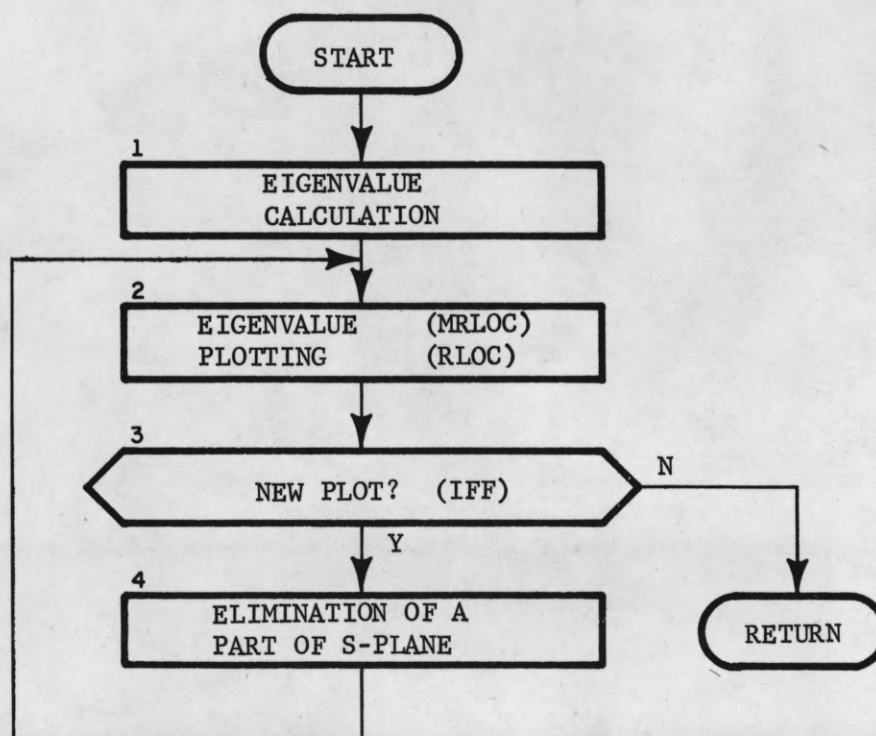 START
1
EIGENVALUE
CALCULATION
2
EIGENVALUE (MRLOC)
PLOTTING (RLOC)
3
NEW PLOT? (IFF)
N
Y
4
ELIMINATION OF A
PART OF S-PLANE
RETURN